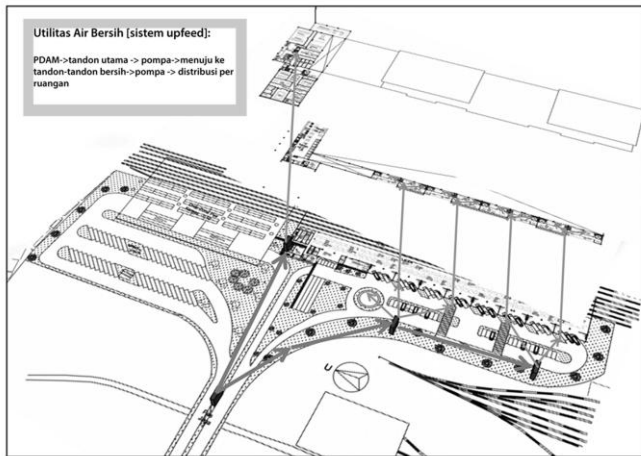 Utilitas Air Bersih [sistem upfeed]:
PDAM->tandon utama -> pompa->menuju ke
tandon-tandon bersih->pompa -> distribusi per
ruangan
U